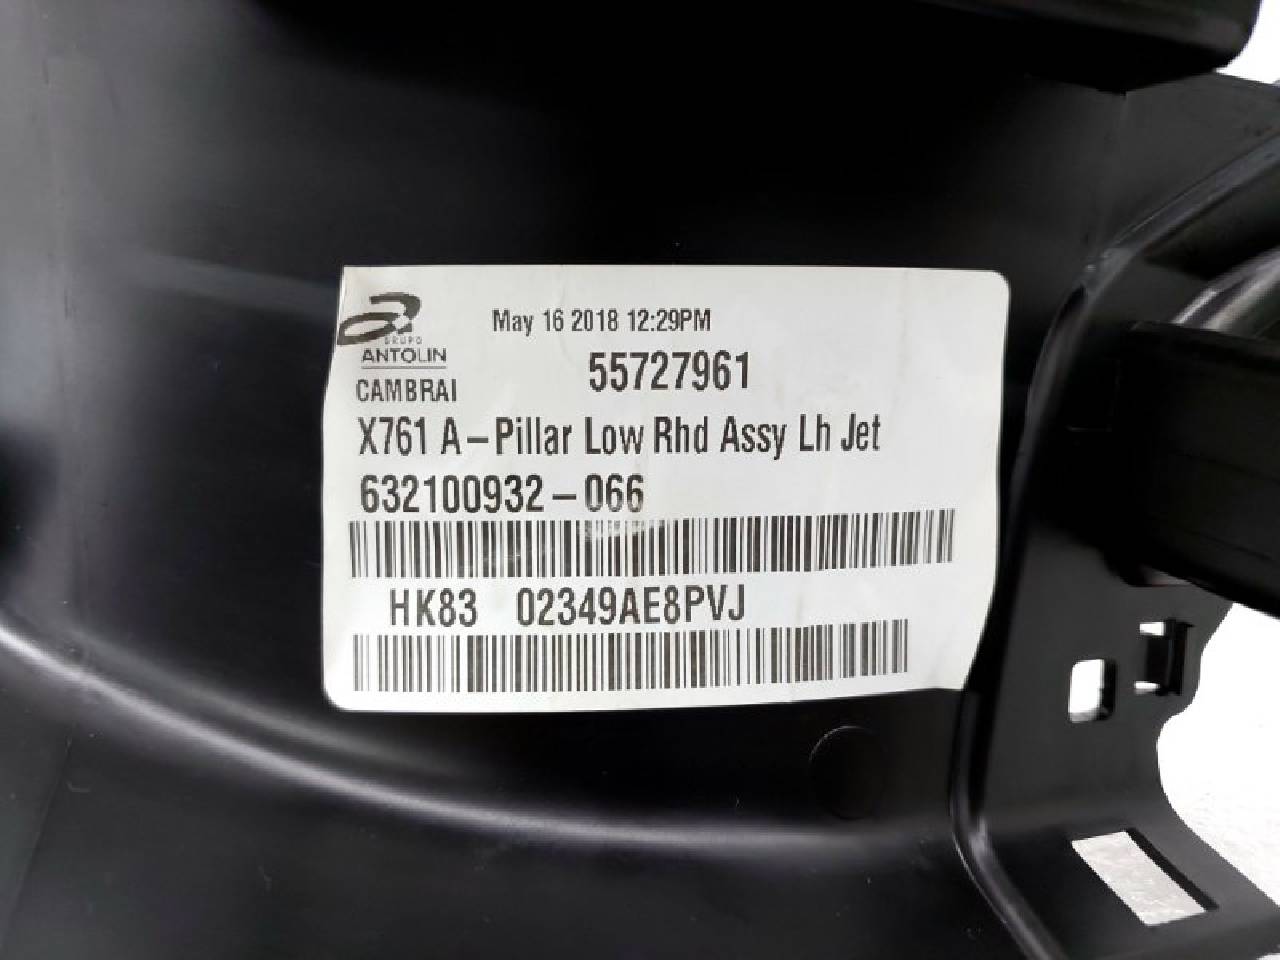 May 16 2018 12:29PM
GRUPO
ANTOLIN
55727961
CAMBRAI
X761 A-Pillar Low Rhd Assy Lh Jet
632100932-066
HK83 02349AE8PVJ